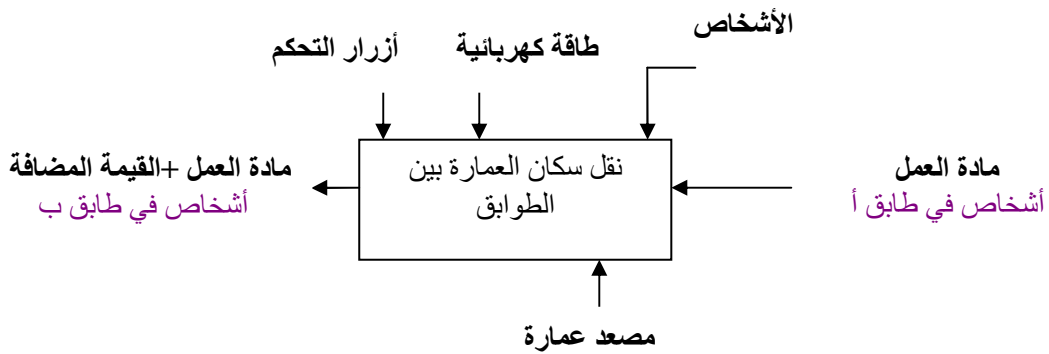 الأشخاص
طاقة كهربائية
أزرار التحكم
نقل سكان العمارة بين
الطوابق
مادة العمل
أشخاص في طابق أ
مادة العمل +القيمة المضافة
أشخاص في طابق ب
مصعد عمارة